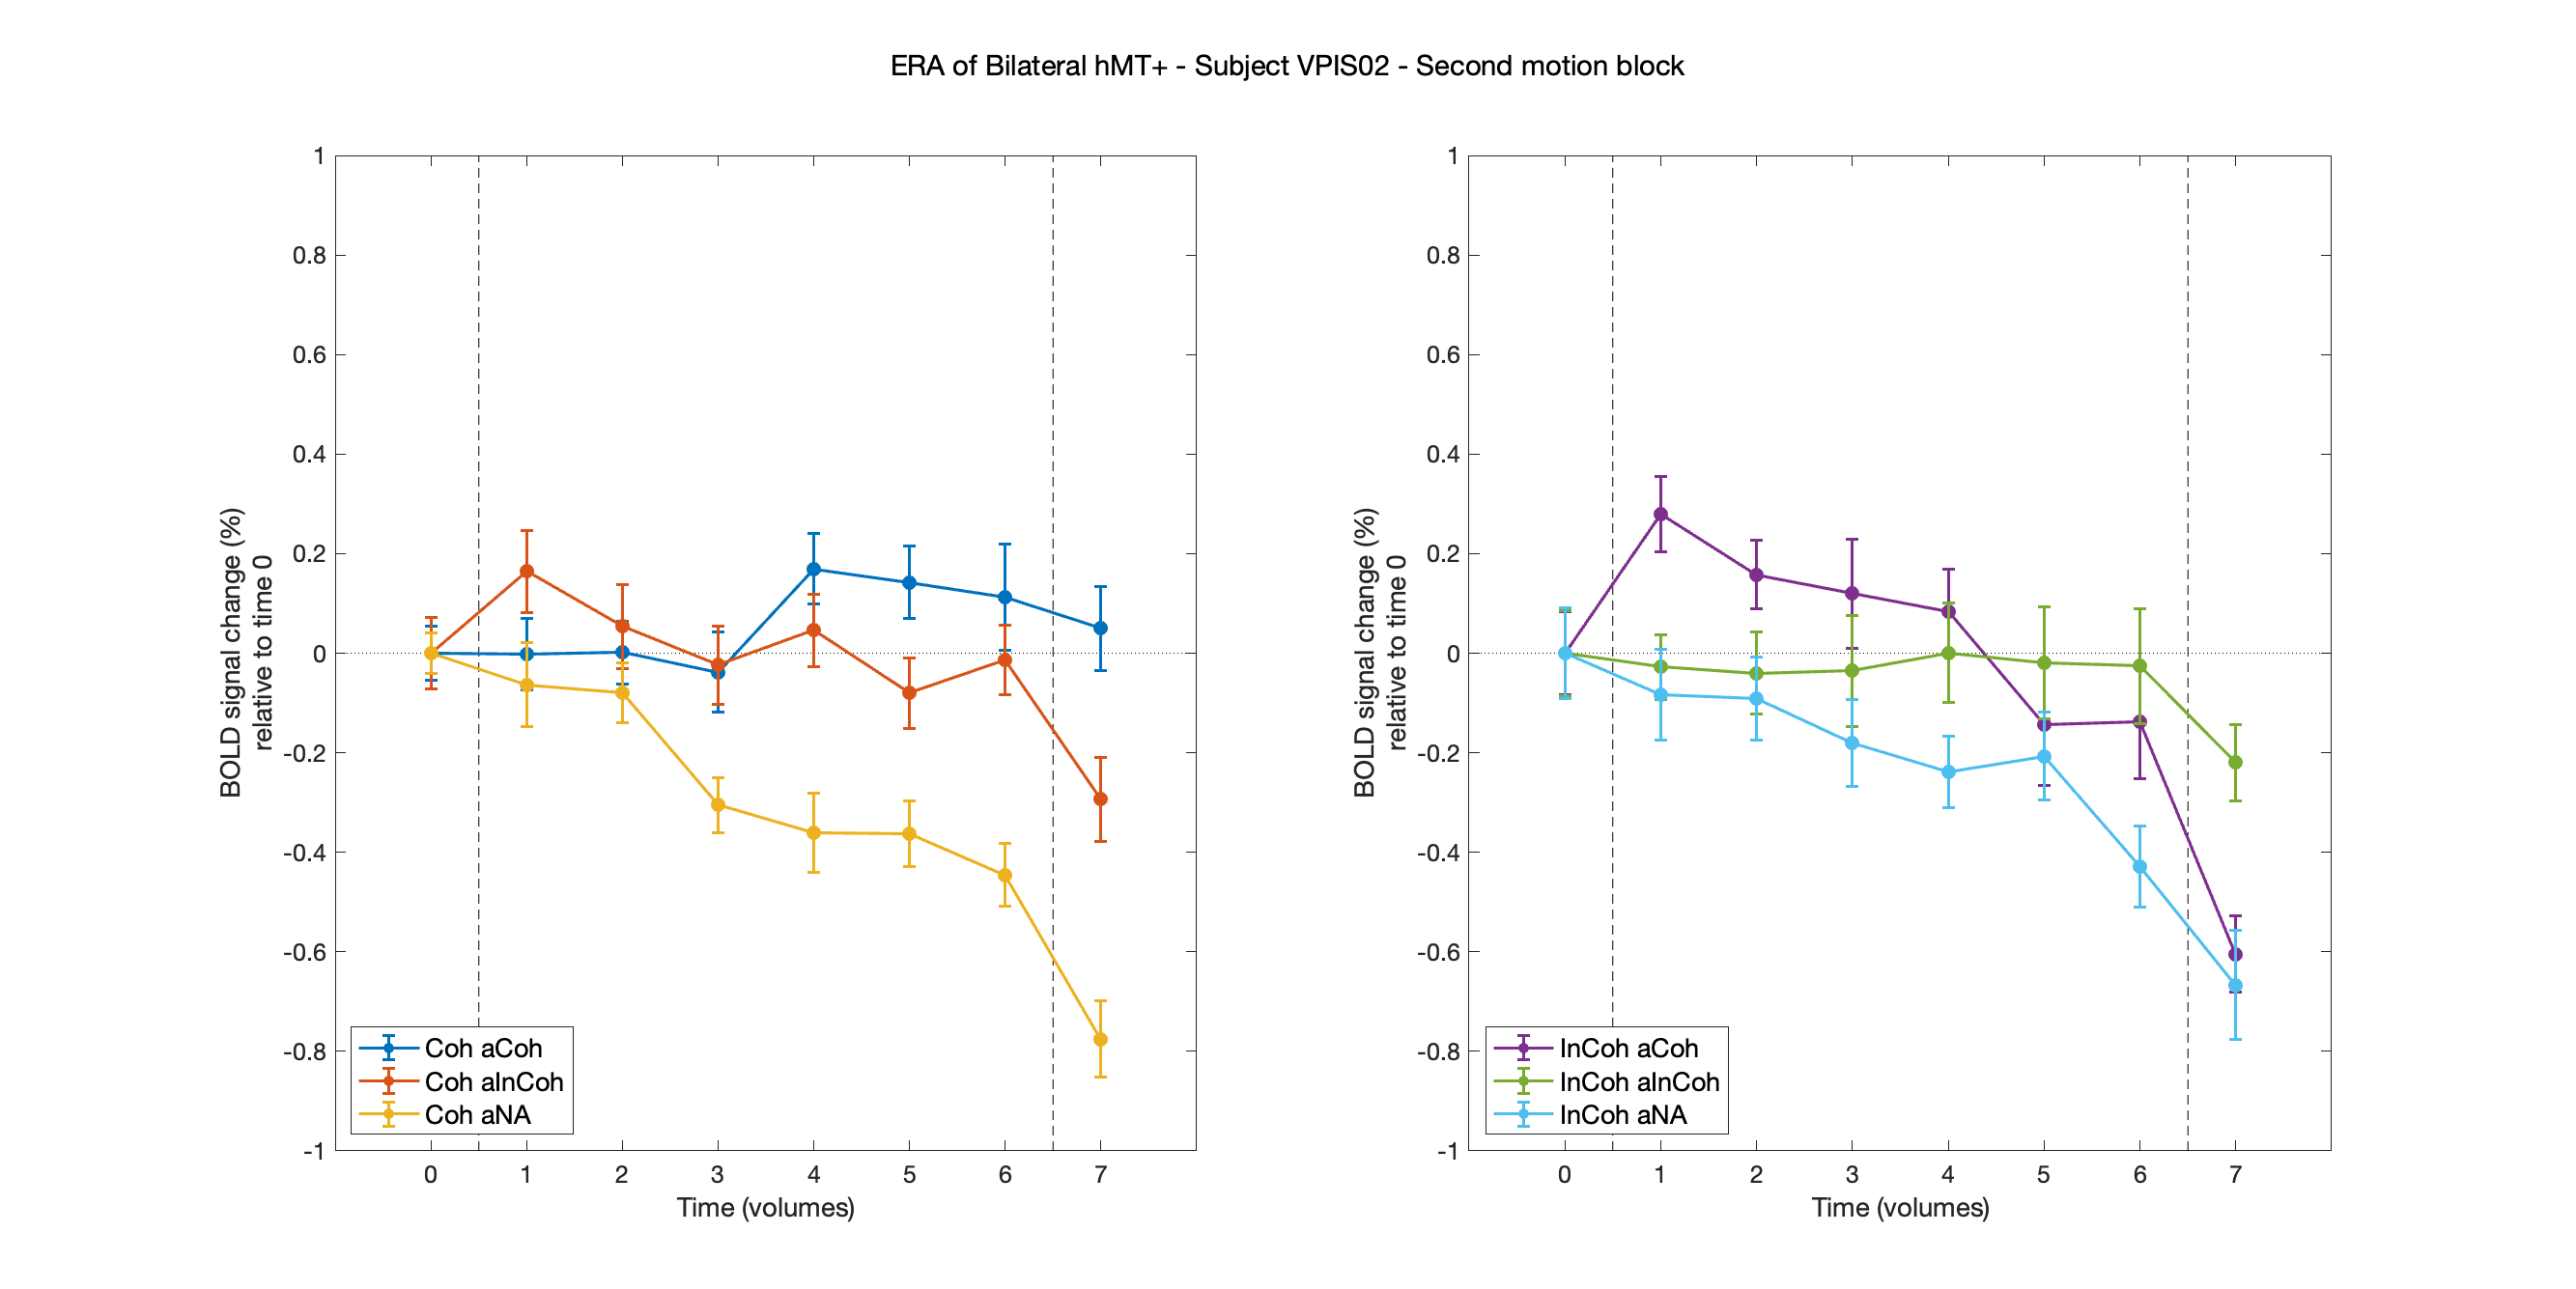 ERA of Bilateral hMT+ - Subject VPIS02 - Second motion block
BOLD signal change (%)
relative to time 0
1
0.8
0.6
0.4
0.2
0
-0.2
-0.4
-0.6
-0.8
-1
Coh aCoh
Coh aInCoh
Coh aNA
0 1 2 3 4 5 6 7
Time (volumes)
BOLD signal change (%)
relative to time 0
1
0.8
0.6
0.4
0.2
0
-0.2
-0.4
-0.6
-0.8
-1
InCoh aCoh
InCoh aInCoh
InCoh aNA
0 1 2 3 4 5 6 7
Time (volumes)